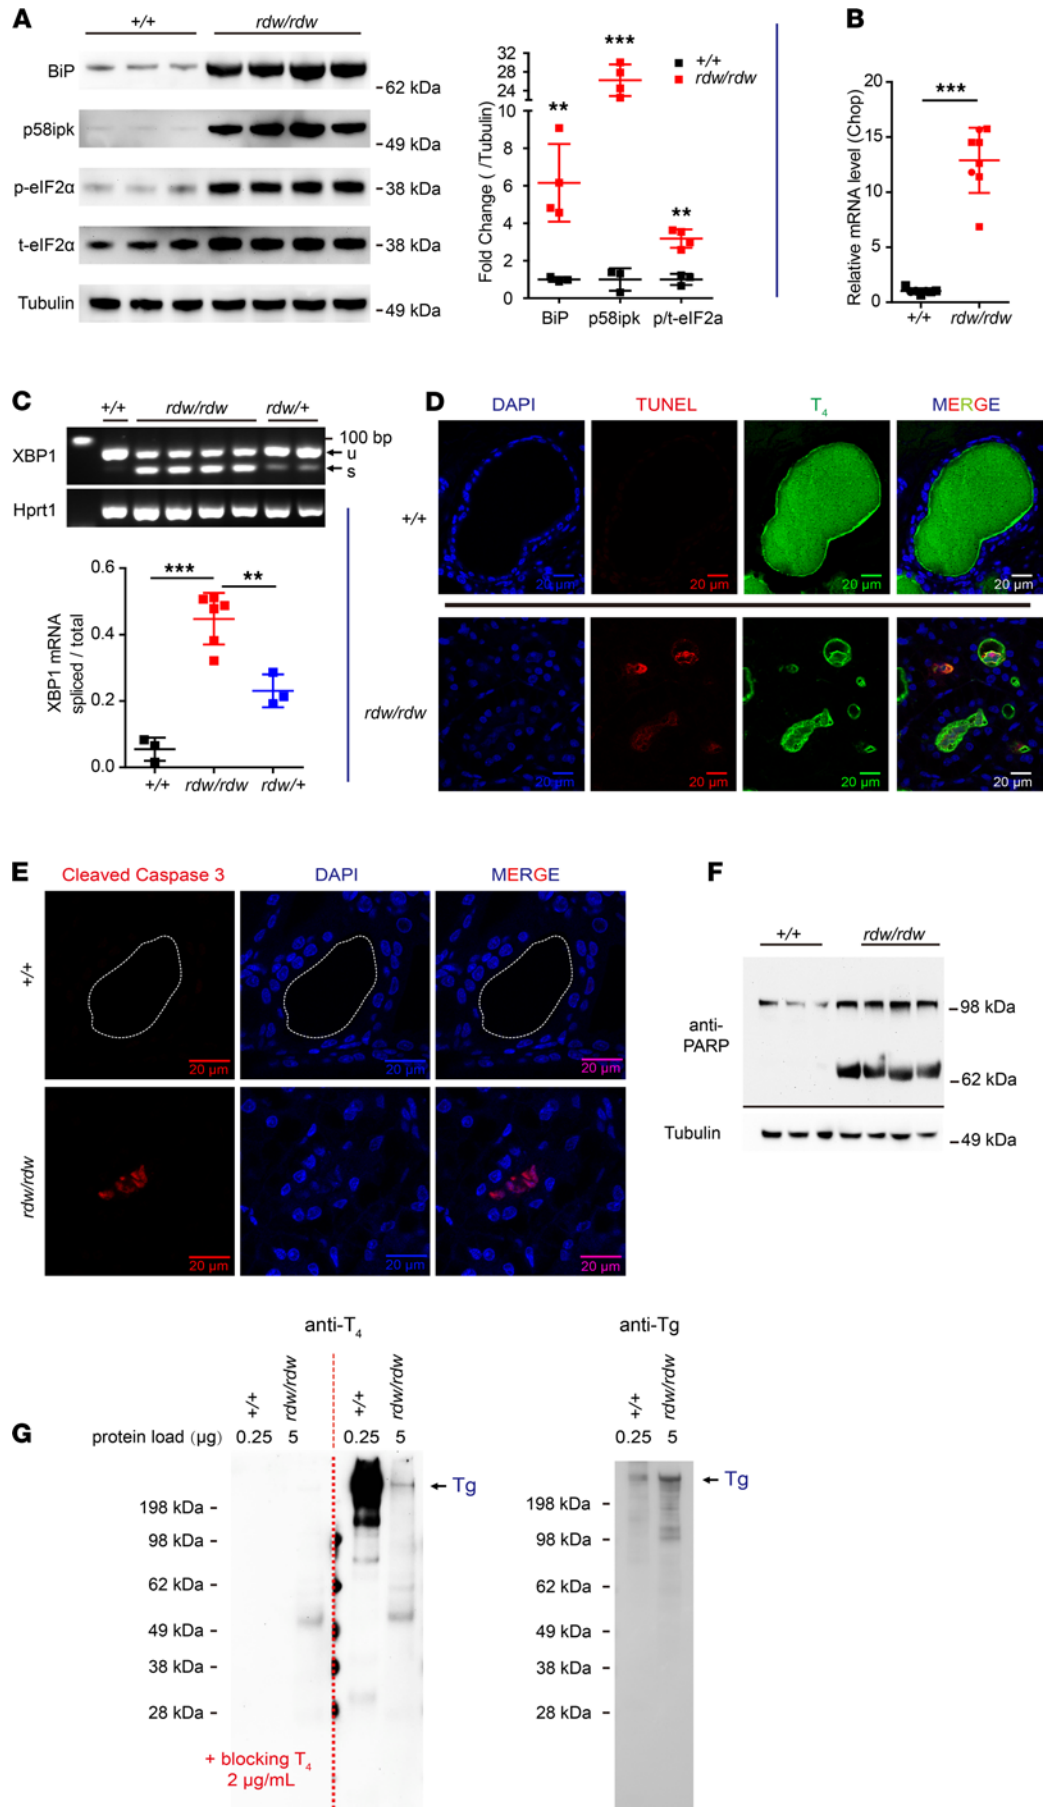 A
+/+
rdw/rdw
BiP
p58ipk
p-eIF2α
t-eIF2α
Tubulin
-62 kDa
-49 kDa
-38 kDa
-38 kDa
-49 kDa
Fold Change ( /Tubulin)
32
28
24
10
8
6
4
2
0
***
**
**
+/+
rdw/rdw
BiP
p58ipk
p/t-eIF2a
B
Relative mRNA level (Chop)
20
15
10
5
0
***
+/+
rdw/rdw
C
+/+
rdw/rdw
rdw/+
XBP1
100 bp
u
s
Hprt1
XBP1 mRNA
spliced / total
0.6
0.4
0.2
0.0
***
**
+/+
rdw/rdw
rdw/+
D
DAPI
TUNEL
T4
MERGE
+/+
20 µm
20 µm
20 µm
20 µm
rdw/rdw
20 µm
20 µm
20 µm
20 µm
E
Cleaved Caspase 3
DAPI
MERGE
+/+
20 µm
20 µm
20 µm
rdw/rdw
20 µm
20 µm
20 µm
F
+/+
rdw/rdw
anti-
PARP
-98 kDa
-62 kDa
Tubulin
-49 kDa
G
anti-T4
+/+
rdw/rdw
+/+
rdw/rdw
protein load (µg)
0.25
5
0.25
5
Tg
198 kDa -
98 kDa -
62 kDa -
49 kDa -
38 kDa -
28 kDa -
+ blocking T4
2 µg/mL
anti-Tg
+/+
rdw/rdw
0.25
5
Tg
198 kDa -
98 kDa -
62 kDa -
49 kDa -
38 kDa -
28 kDa -